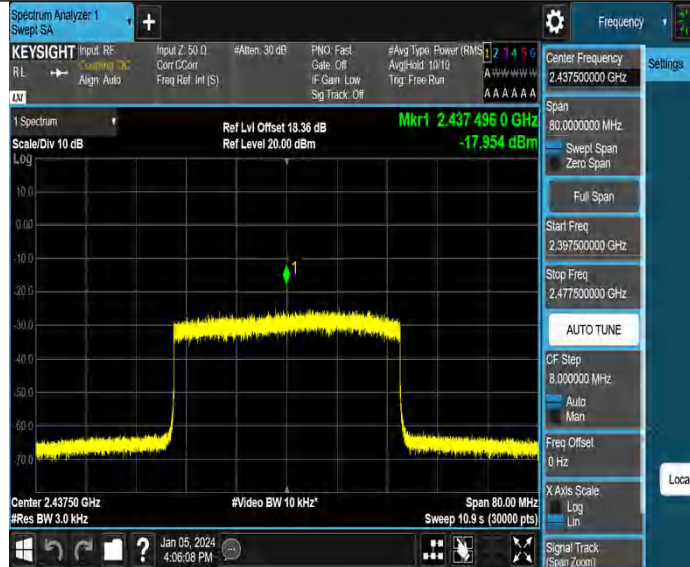 Spectrum Analyzer 1
Swept SA
Frequency
KEYSIGHT
RL
Input: RF
Coupling: DC
Align: Auto
Input Z: 50 Ω
Corr CCorr
Freq Ref: Int (S)
#Atten: 30 dB
PNO: Fast
Gate: Off
IF Gain: Low
Sig Track: Off
#Avg Type: Power (RMS
Avg|Hold: 10/10
Trig: Free Run
1 2 3 4 5 6
A W W W W W
A A A A A A
LXI
1 Spectrum
Scale/Div 10 dB
Log
Ref Lvl Offset 18.36 dB
Ref Level 20.00 dBm
Mkr1 2.437 496 0 GHz
-17.954 dBm
10.0
0.00
-10.0
-20.0
-30.0
-40.0
-50.0
-60.0
-70.0
1
Center 2.43750 GHz
#Res BW 3.0 kHz
#Video BW 10 kHz*
Span 80.00 MHz
Sweep 10.9 s (30000 pts)
Jan 05, 2024
4:06:08 PM
Center Frequency
2.437500000 GHz
Settings
Span
80.0000000 MHz
Swept Span
Zero Span
Full Span
Start Freq
2.397500000 GHz
Stop Freq
2.477500000 GHz
AUTO TUNE
CF Step
8.000000 MHz
Auto
Man
Freq Offset
0 Hz
X Axis Scale
Log
Lin
Loca
Signal Track
(Span Zoom)